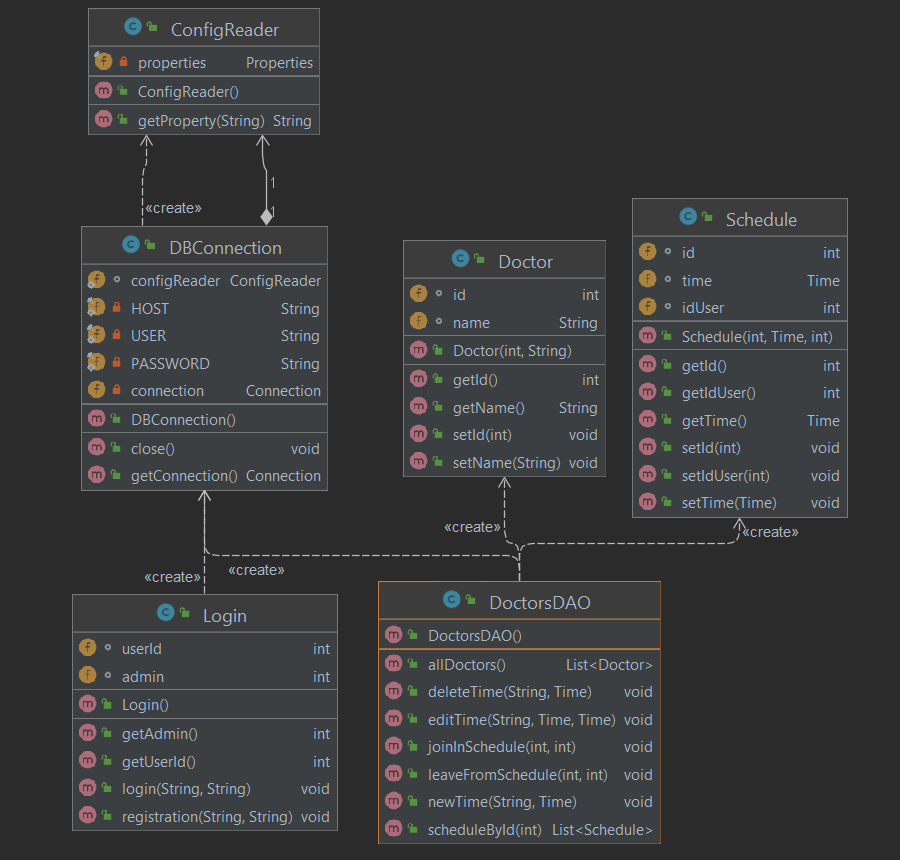 ConfigReader
properties Properties
ConfigReader()
getProperty(String) String
«create»
1
1
DBConnection
configReader ConfigReader
HOST String
USER String
PASSWORD String
connection Connection
DBConnection()
close() void
getConnection() Connection
Doctor
id int
name String
Doctor(int, String)
getId() int
getName() String
setId(int) void
setName(String) void
Schedule
id int
time Time
idUser int
Schedule(int, Time, int)
getId() int
getIdUser() int
getTime() Time
setId(int) void
setIdUser(int) void
setTime(Time) void
«create»
«create»
«create»
«create»
Login
userId int
admin int
Login()
getAdmin() int
getUserId() int
login(String, String) void
registration(String, String) void
DoctorsDAO
DoctorsDAO()
allDoctors() List<Doctor>
deleteTime(String, Time) void
editTime(String, Time, Time) void
joinInSchedule(int, int) void
leaveFromSchedule(int, int) void
newTime(String, Time) void
scheduleById(int) List<Schedule>